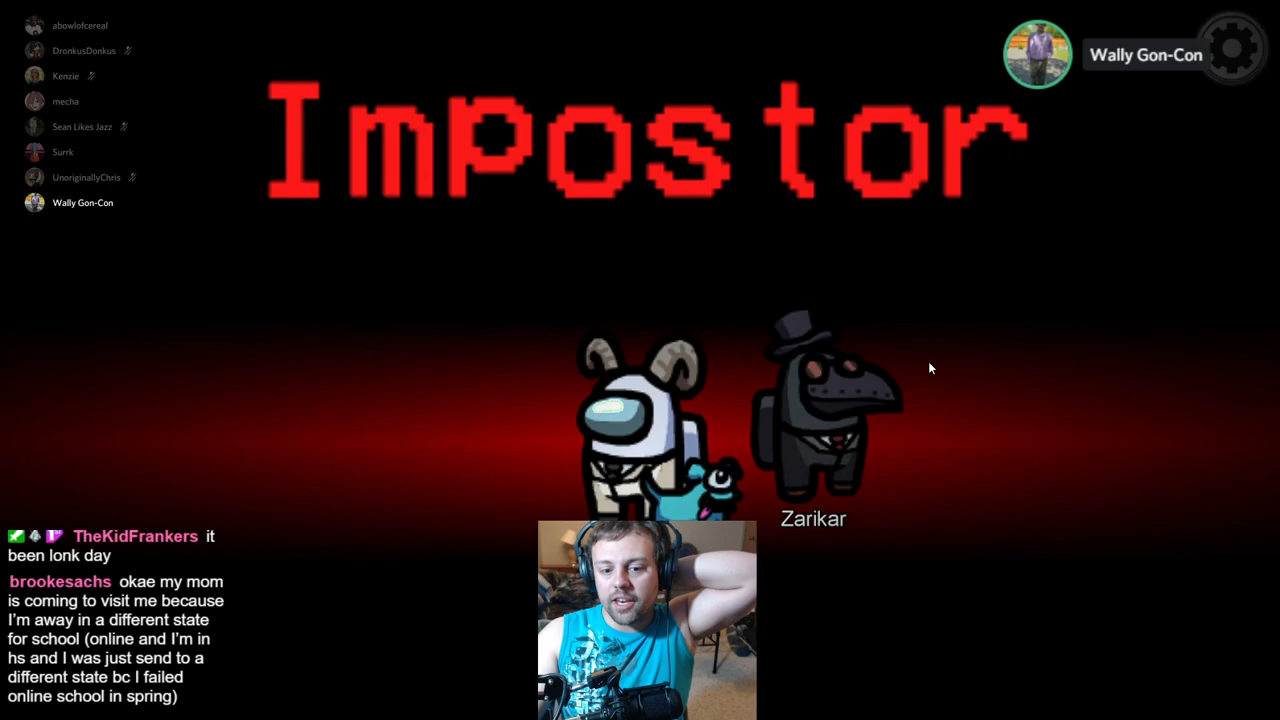 abowlofcereal
DronkusDonkus
Kenzie
mecha
Sean Likes Jazz
Surrk
UnoriginallyChris
Wally Gon-Con
Wally Gon-Con
Impostor
Zarikar
TheKidFrankers it
been lonk day
brookesachs okae my mom
is coming to visit me because
I'm away in a different state
for school (online and I'm in
hs and I was just send to a
different state bc I failed
online school in spring)